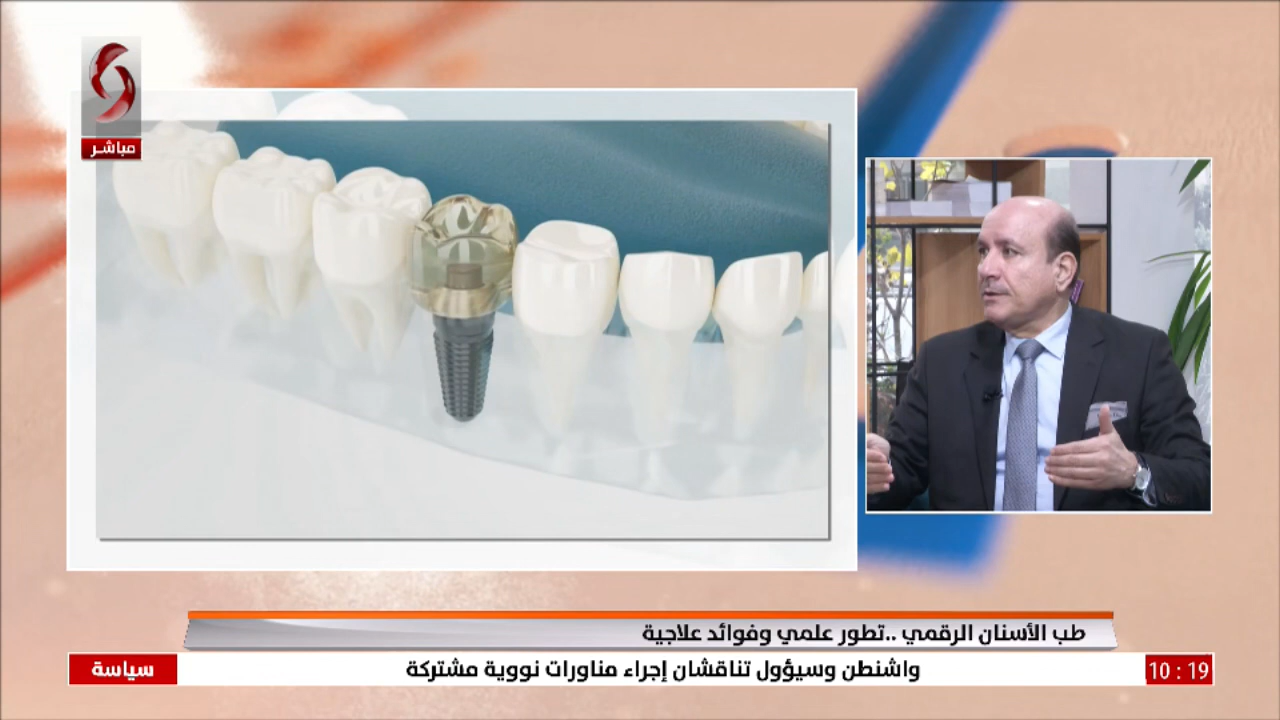 مباشر
طب الأسنان الرقمي ..تطور علمي وفوائد علاجية
واشنطن وسيؤول تناقشان إجراء مناورات نووية مشتركة
سياسة
10 : 19